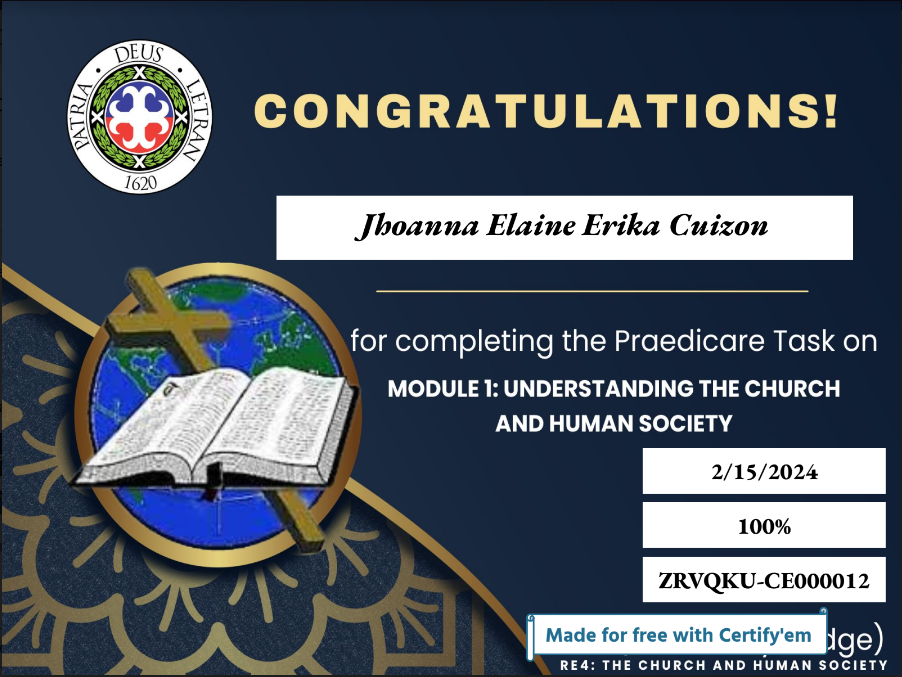 DEUS
PATRIA
LETRAN
1620
CONGRATULATIONS!
Jhoanna Elaine Erika Cuizon
for completing the Praedicare Task on
MODULE 1: UNDERSTANDING THE CHURCH
AND HUMAN SOCIETY
2/15/2024
100%
ZRVQKU-CE000012
Made for free with Certify'em
RE4: THE CHURCH AND HUMAN SOCIETY